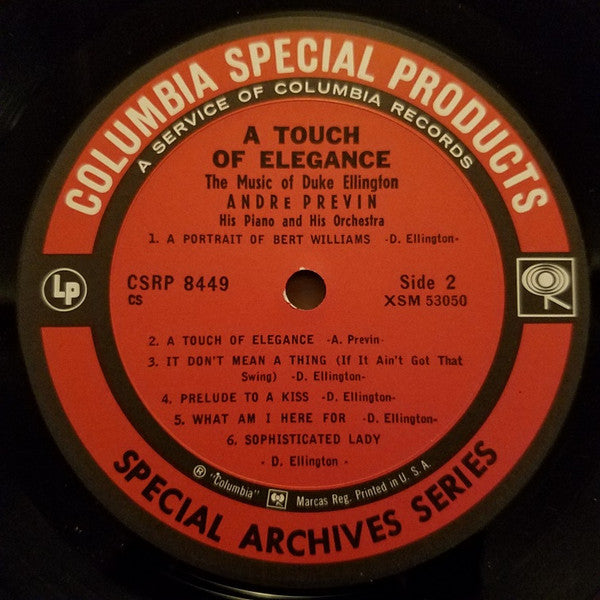 COLUMBIA SPECIAL PRODUCTS
A SERVICE OF COLUMBIA RECORDS
A TOUCH
OF ELEGANCE
The Music of Duke Ellington
ANDRE PREVIN
His Piano and His Orchestra
1. A PORTRAIT OF BERT WILLIAMS -D. Ellington-
CSRP 8449
CS
Side 2
XSM 53050
LP
2. A TOUCH OF ELEGANCE -A. Previn-
3. IT DON'T MEAN A THING (If It Ain't Got That
Swing) -D. Ellington-
4. PRELUDE TO A KISS -D. Ellington-
5. WHAT AM I HERE FOR -D. Ellington-
6. SOPHISTICATED LADY
- D. Ellington -
® "Columbia" Marcas Reg. Printed in U. S. A.
SPECIAL ARCHIVES SERIES